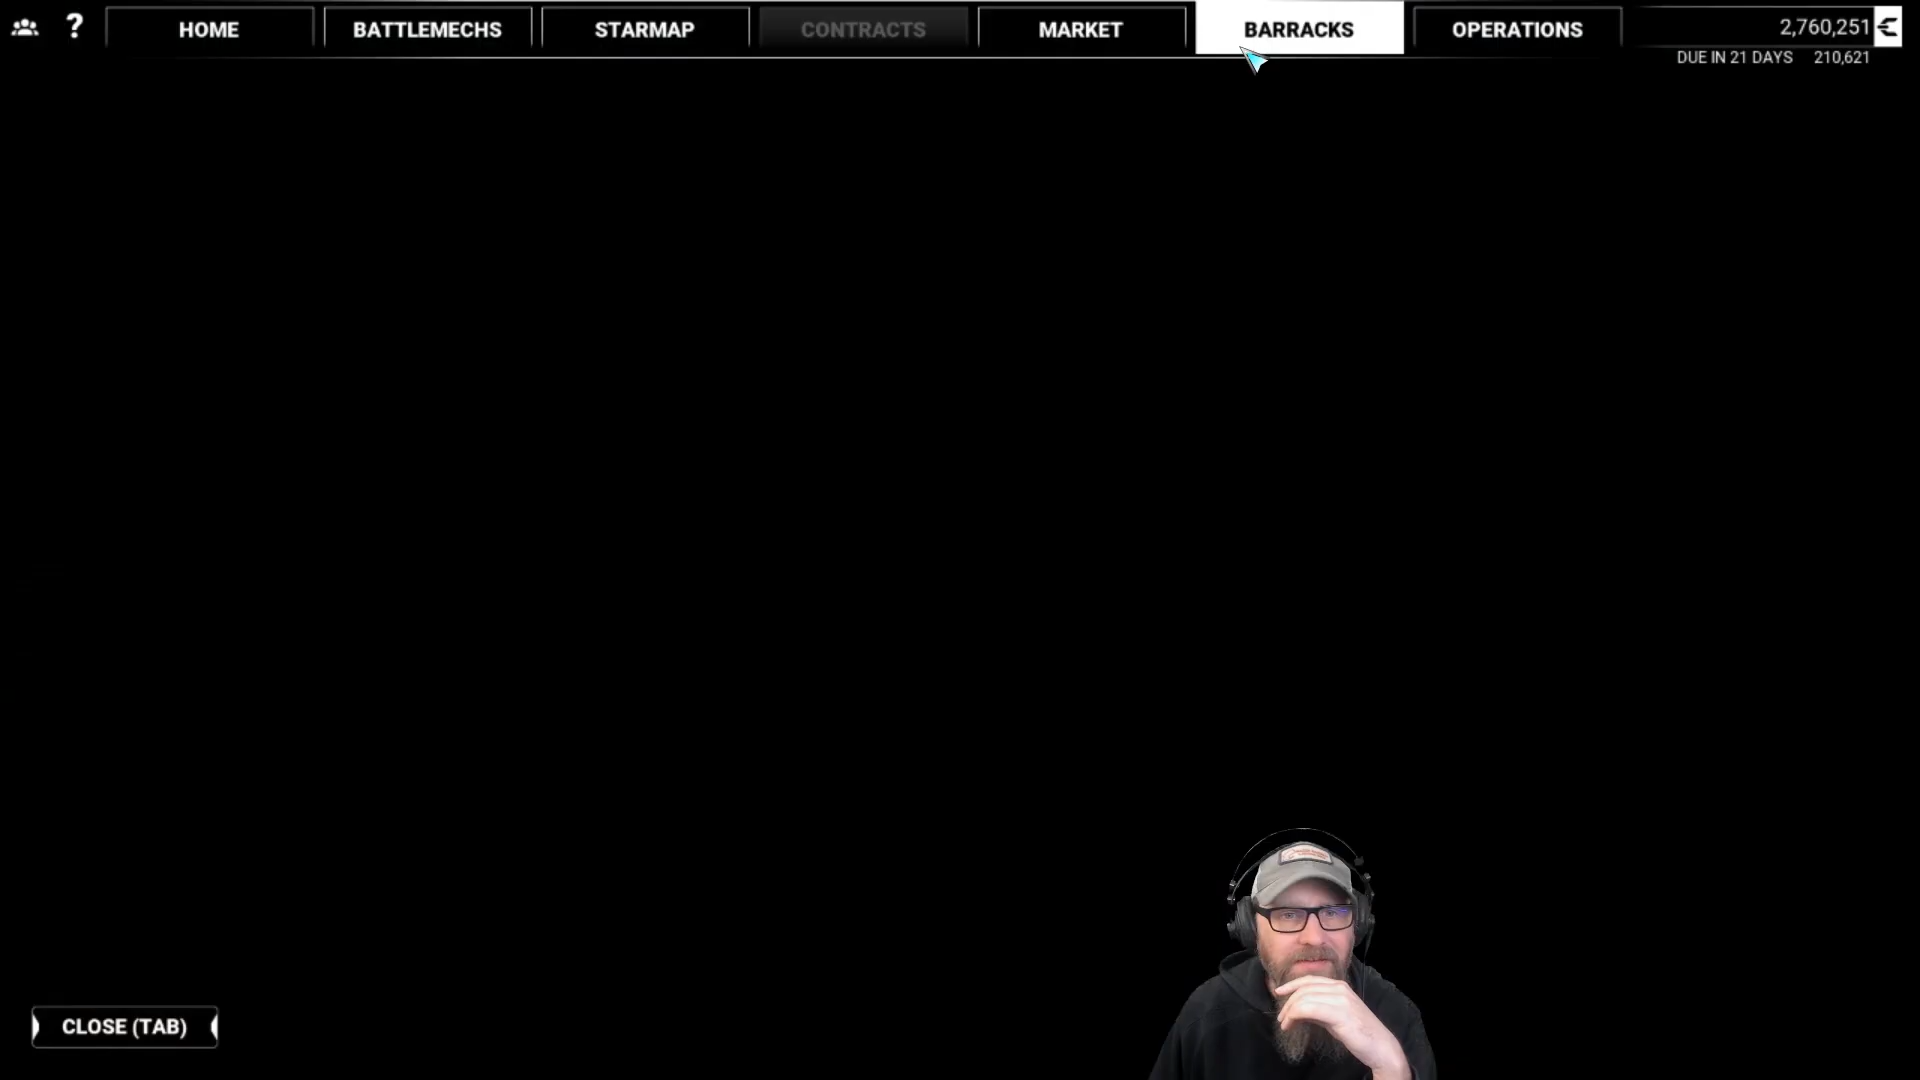 ?
HOME
BATTLEMECHS
STARMAP
CONTRACTS
MARKET
BARRACKS
OPERATIONS
2,760,251
DUE IN 21 DAYS 210,621
CLOSE (TAB)